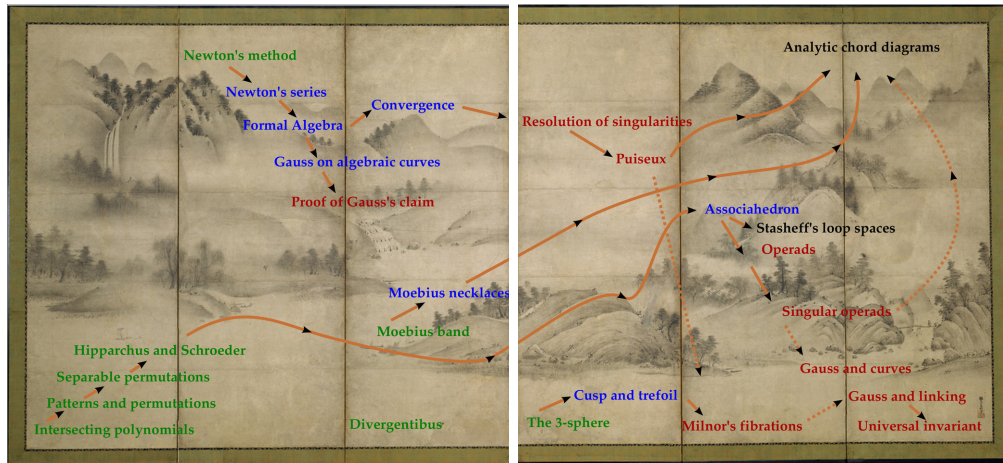 Newton's method
Newton's series
Formal Algebra
Convergence
Gauss on algebraic curves
Proof of Gauss's claim
Moebius necklaces
Moebius band
Hipparchus and Schroeder
Separable permutations
Patterns and permutations
Intersecting polynomials
Divergentibus
Analytic chord diagrams
Resolution of singularities
Puiseux
Associahedron
Stasheff's loop spaces
Operads
Singular operads
Gauss and curves
Cusp and trefoil
The 3-sphere
Milnor's fibrations
Gauss and linking
Universal invariant